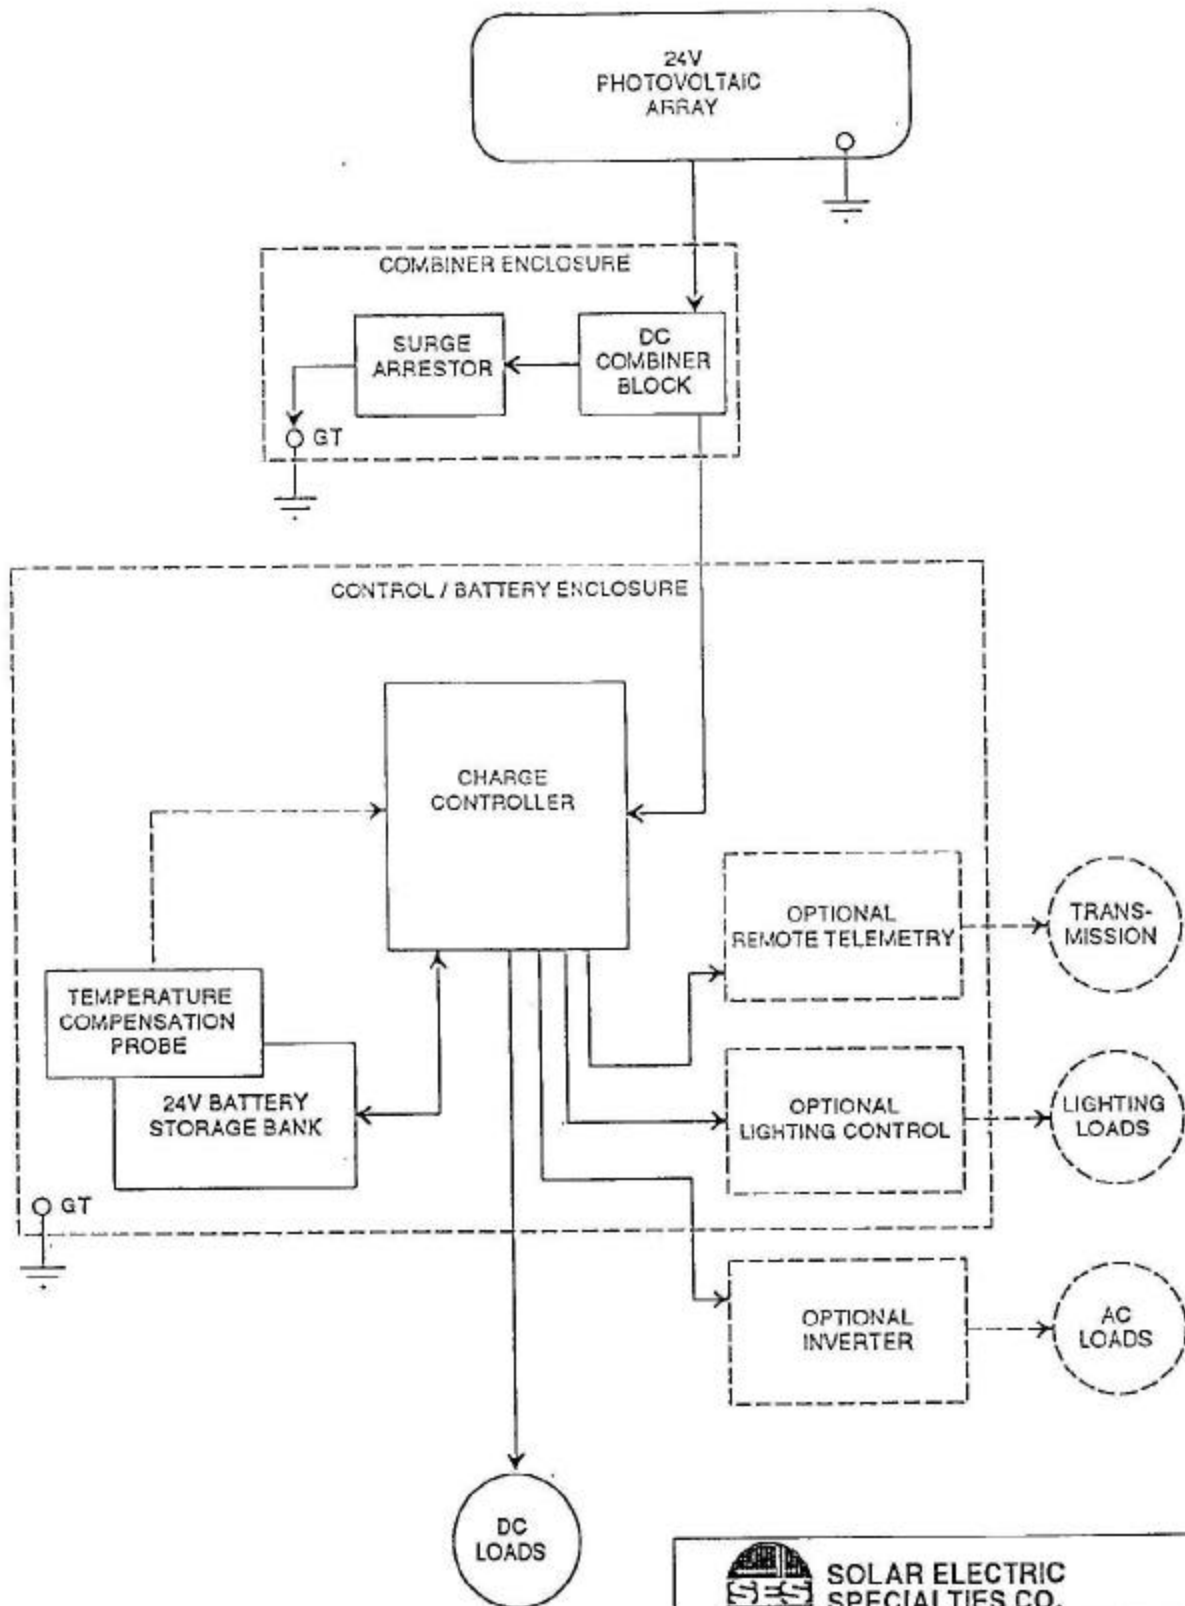 24V
PHOTOVOLTAIC
ARRAY
COMBINER ENCLOSURE
SURGE
ARRESTOR
DC
COMBINER
BLOCK
GT
CONTROL / BATTERY ENCLOSURE
CHARGE
CONTROLLER
OPTIONAL
REMOTE TELEMETRY
TRANS-
MISSION
TEMPERATURE
COMPENSATION
PROBE
24V BATTERY
STORAGE BANK
OPTIONAL
LIGHTING CONTROL
LIGHTING
LOADS
GT
OPTIONAL
INVERTER
AC
LOADS
DC
LOADS
SES
SOLAR ELECTRIC
SPECIALTIES CO.